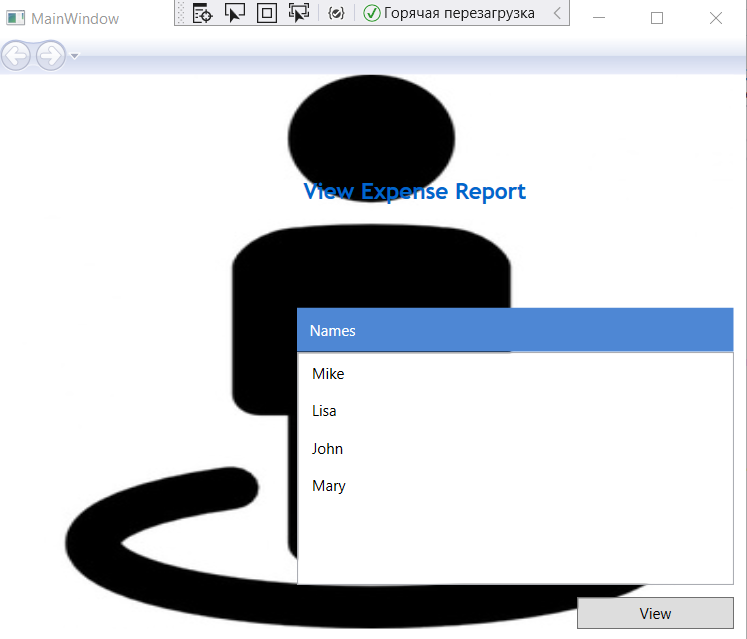 MainWindow
Горячая перезагрузка
View Expense Report
Names
Mike
Lisa
John
Mary
View